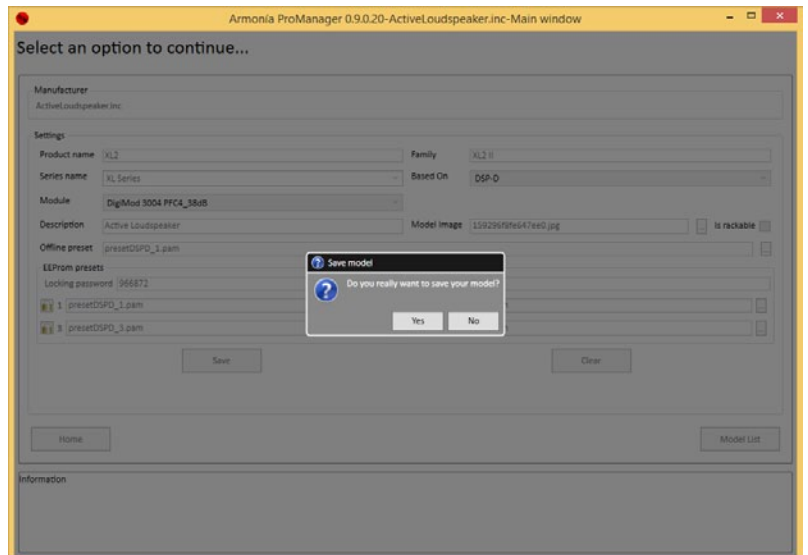 Armonía ProManager 0.9.0.20-ActiveLoudspeaker.inc-Main window
Select an option to continue...
Manufacturer
ActiveLoudspeaker.inc
Settings
Product name XL2 Family XL2 II
Series name XL Series Based On DSP-D
Module DigiMod 3004 PFC4_38dB
Description Active Loudspeaker Model image 159296f9fe647ee0.jpg ... Is rackable
Offline preset presetDSPD_1.pam
EEProm presets
Locking password 966872
1 presetDSPD_1.pam
3 presetDSPD_3.pam
Save model
Do you really want to save your model?
Yes No
Save Clear
Home Model List
Information